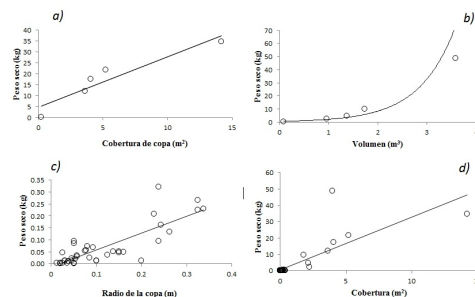 a)
Peso seco (kg)
40
35
30
25
20
15
10
5
0
0 5 10 15
Cobertura de copa (m²)
b)
Peso seco (kg)
70
60
50
40
30
20
10
0
0 1 2 3 4
Volumen (m³)
c)
Peso seco (kg)
0.35
0.30
0.25
0.20
0.15
0.10
0.05
0.00
0 0.1 0.2 0.3 0.4
Radio de la copa (m)
d)
Peso seco (kg)
60
50
40
30
20
10
0
0 5 10
Cobertura (m²)